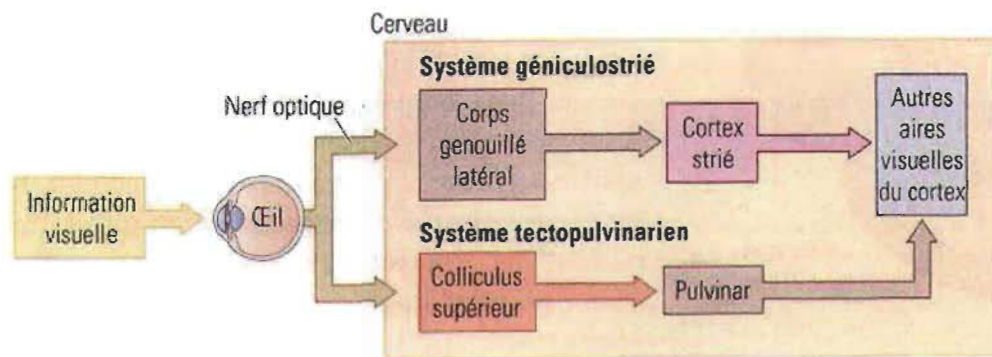 Cerveau
Système géniculostrié
Nerf optique
Corps
genouillé
latéral
Cortex
strié
Autres
aires
visuelles
du cortex
Information
visuelle
Œil
Système tectopulvinarien
Colliculus
supérieur
Pulvinar